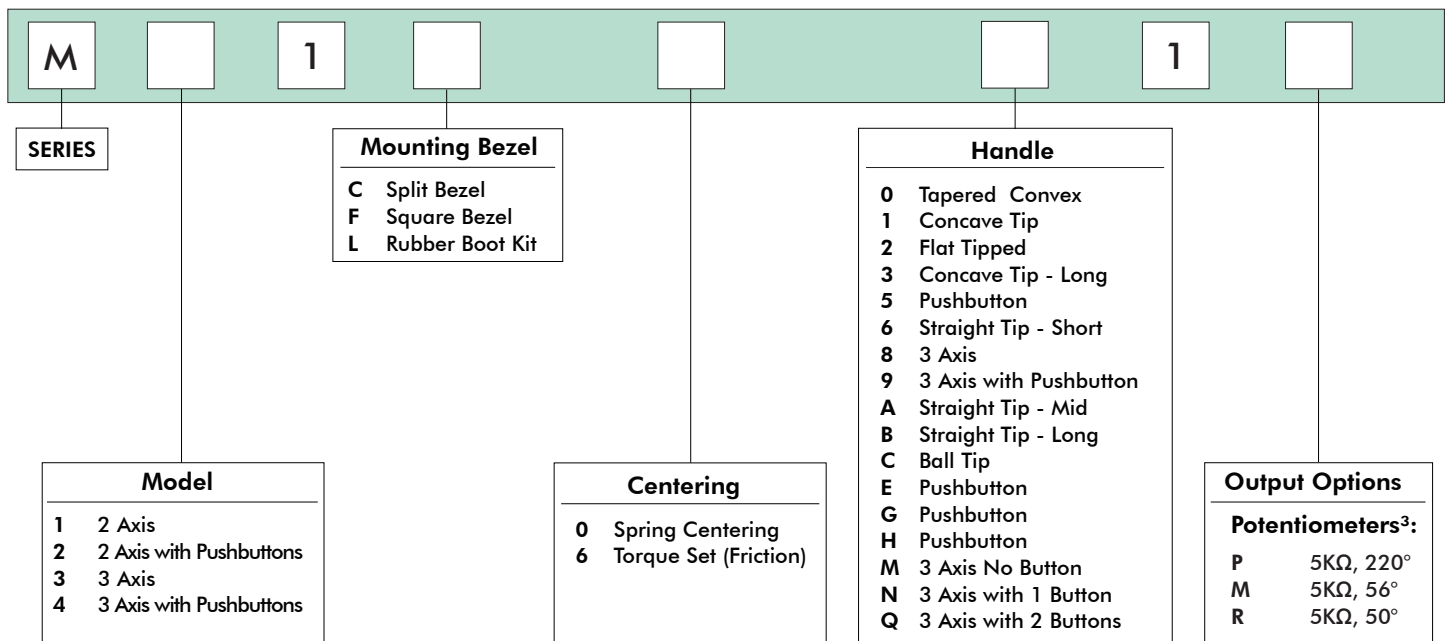 M 1 1
SERIES
Mounting Bezel
C Split Bezel
F Square Bezel
L Rubber Boot Kit
Handle
0 Tapered Convex
1 Concave Tip
2 Flat Tipped
3 Concave Tip - Long
5 Pushbutton
6 Straight Tip - Short
8 3 Axis
9 3 Axis with Pushbutton
A Straight Tip - Mid
B Straight Tip - Long
C Ball Tip
E Pushbutton
G Pushbutton
H Pushbutton
M 3 Axis No Button
N 3 Axis with 1 Button
Q 3 Axis with 2 Buttons
Model
1 2 Axis
2 2 Axis with Pushbuttons
3 3 Axis
4 3 Axis with Pushbuttons
Centering
0 Spring Centering
6 Torque Set (Friction)
Output Options
Potentiometers³:
P 5KΩ, 220°
M 5KΩ, 56°
R 5KΩ, 50°